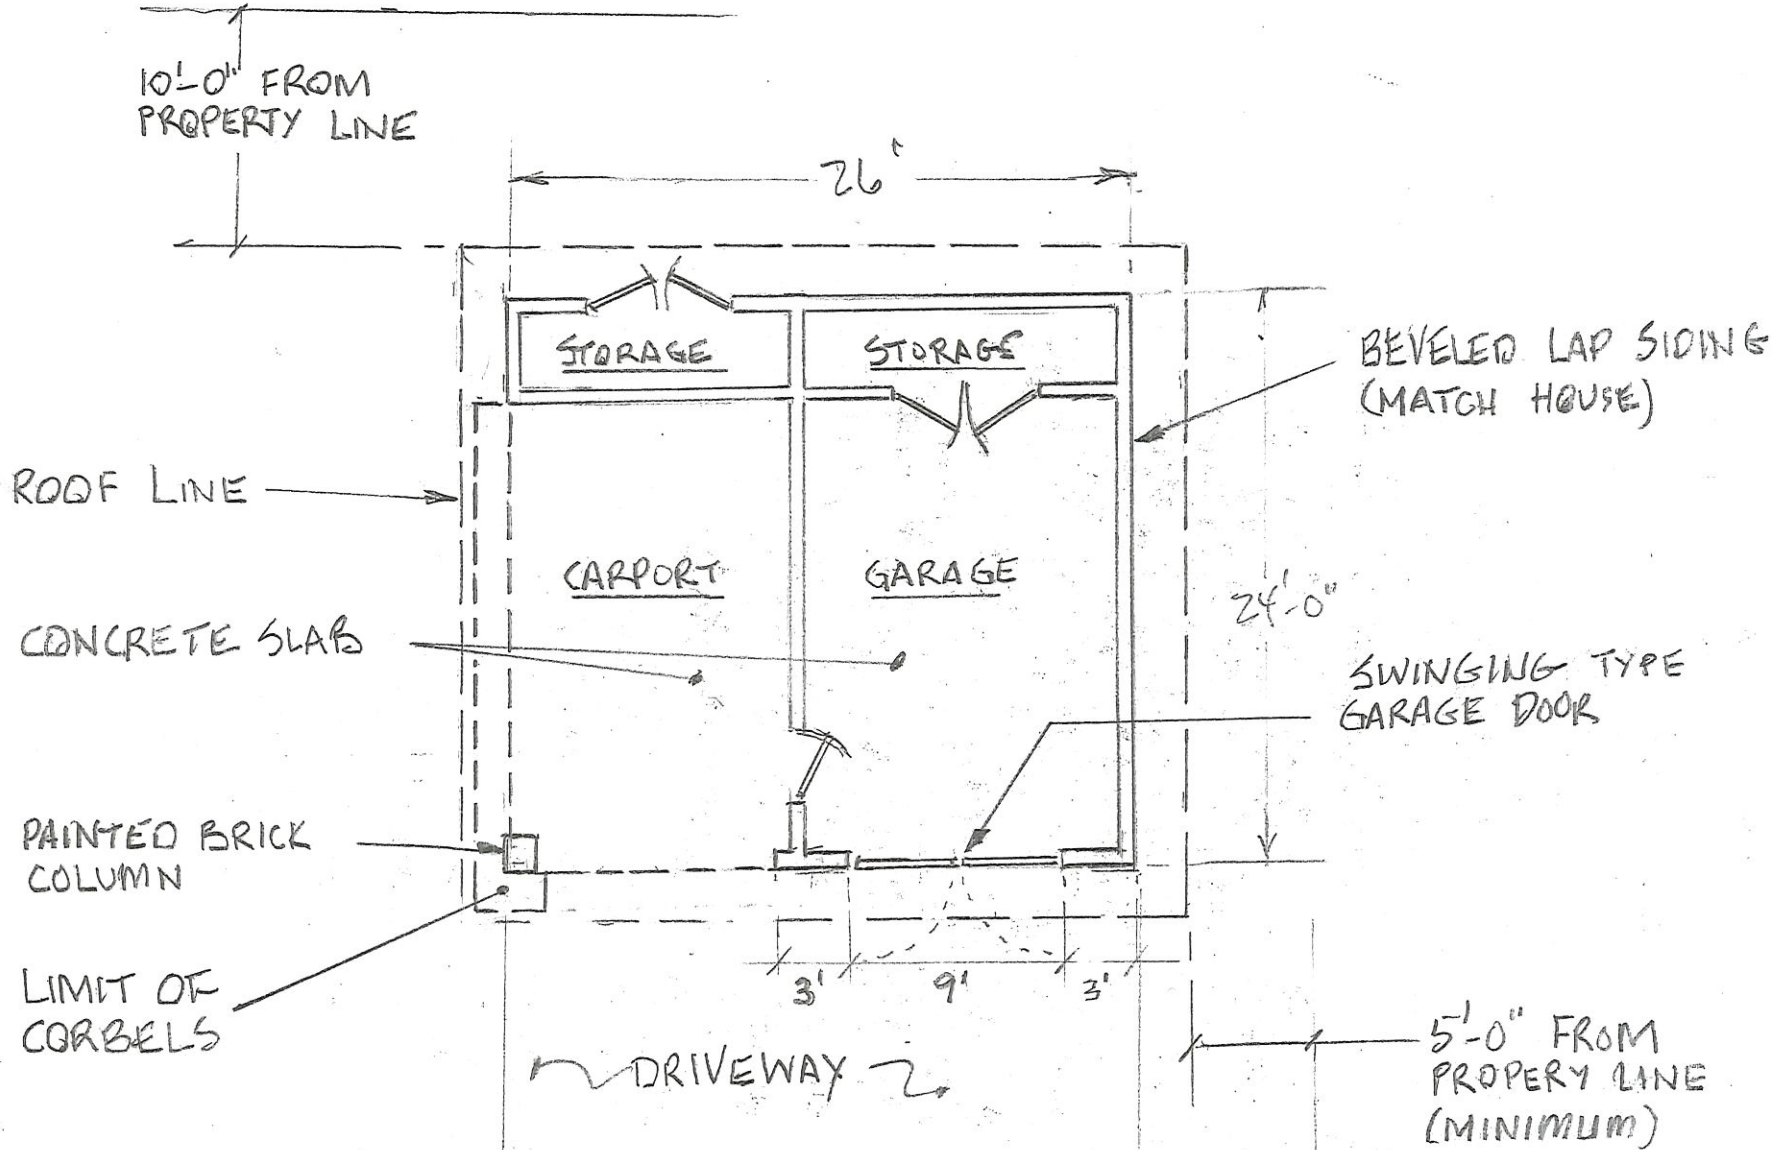 10'-0" FROM
PROPERTY LINE
26'
STORAGE
STORAGE
BEVELED LAP SIDING
(MATCH HOUSE)
ROOF LINE
CARPORT
GARAGE
24'-0"
CONCRETE SLAB
SWINGING TYPE
GARAGE DOOR
PAINTED BRICK
COLUMN
3'
9'
3'
LIMIT OF
CORBELS
DRIVEWAY
5'-0" FROM
PROPERY LINE
(MINIMUM)